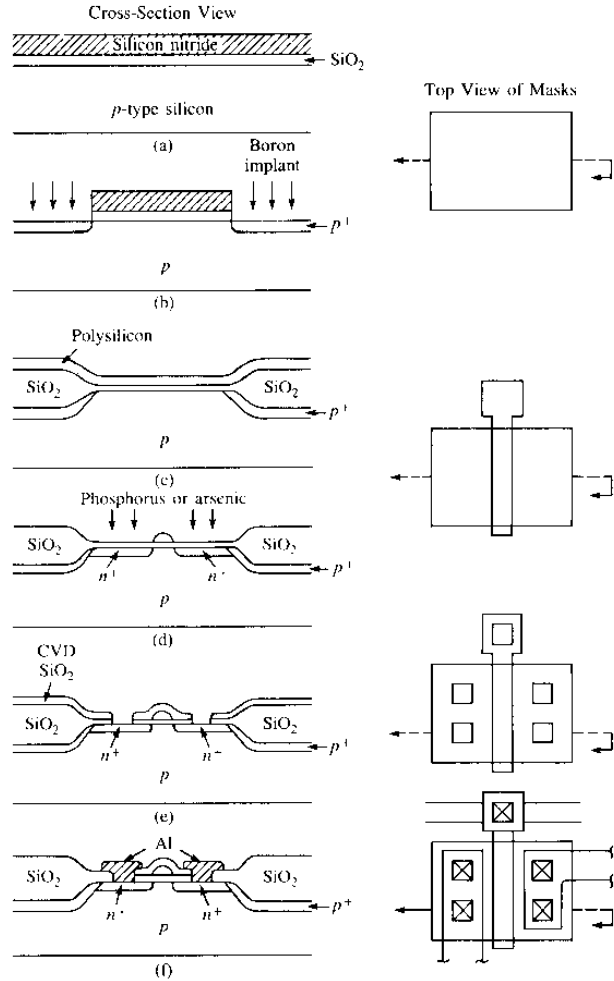 Cross-Section View
Silicon nitride
SiO₂
Top View of Masks
p-type silicon
(a)
Boron
implant
p⁺
p
(b)
Polysilicon
SiO₂
SiO₂
p⁺
p
(c)
Phosphorus or arsenic
SiO₂
SiO₂
n⁺
n⁺
p⁺
p
(d)
CVD
SiO₂
SiO₂
SiO₂
n⁺
n⁺
p⁺
p
(e)
Al
SiO₂
SiO₂
n⁺
n⁺
p⁺
p
(f)